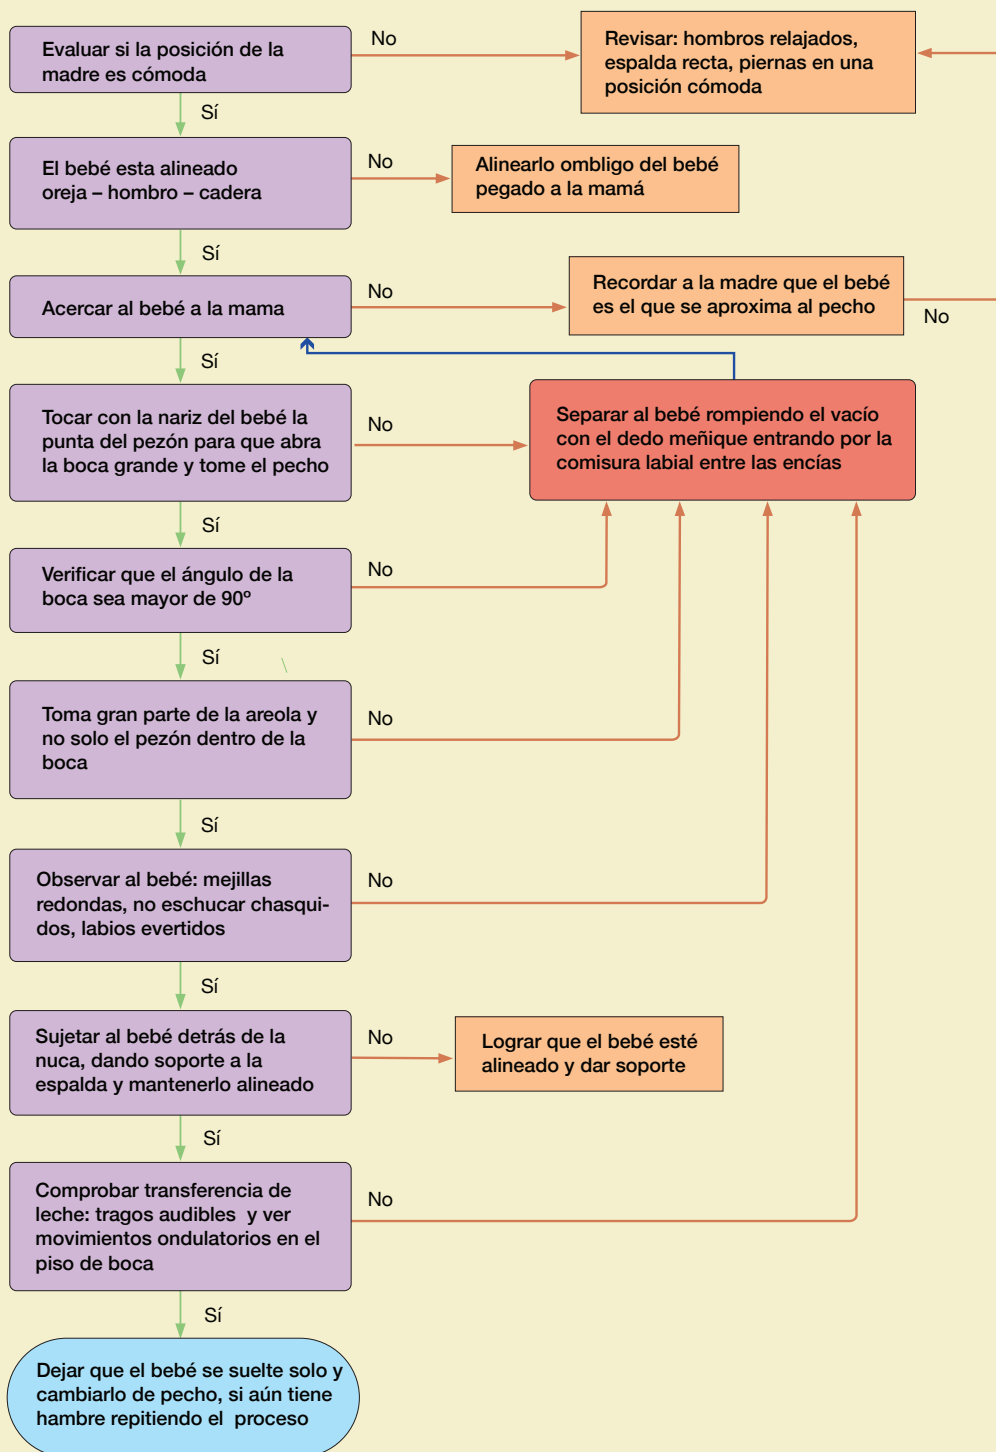 Evaluar si la posición de la
madre es cómoda
No
Revisar: hombros relajados,
espalda recta, piernas en una
posición cómoda
Sí
El bebé esta alineado
oreja – hombro – cadera
No
Alinearlo ombligo del bebé
pegado a la mamá
Sí
Acercar al bebé a la mama
No
Recordar a la madre que el bebé
es el que se aproxima al pecho
No
Sí
Tocar con la nariz del bebé la
punta del pezón para que abra
la boca grande y tome el pecho
No
Separar al bebé rompiendo el vacío
con el dedo meñique entrando por la
comisura labial entre las encías
Sí
Verificar que el ángulo de la
boca sea mayor de 90º
No
Sí
Toma gran parte de la areola y
no solo el pezón dentro de la
boca
No
Sí
Observar al bebé: mejillas
redondas, no eschucar chasqui-
dos, labios evertidos
No
Sí
Sujetar al bebé detrás de la
nuca, dando soporte a la
espalda y mantenerlo alineado
No
Lograr que el bebé esté
alineado y dar soporte
Sí
Comprobar transferencia de
leche: tragos audibles y ver
movimientos ondulatorios en el
piso de boca
No
Sí
Dejar que el bebé se suelte solo y
cambiarlo de pecho, si aún tiene
hambre repitiendo el proceso